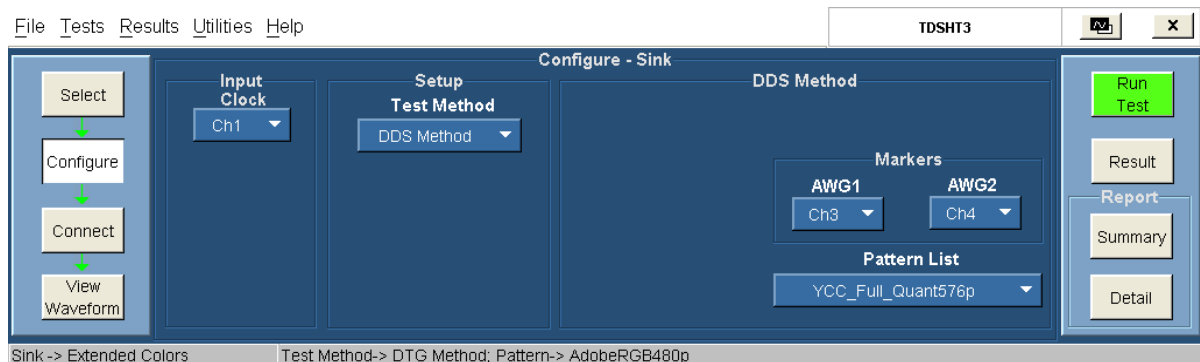 File Tests Results Utilities Help
TDSHT3
x
Configure - Sink
Select
Configure
Connect
View
Waveform
Input
Clock
Ch1
Setup
Test Method
DDS Method
DDS Method
Markers
AWG1 AWG2
Ch3 Ch4
Pattern List
YCC_Full_Quant576p
Run
Test
Result
Report
Summary
Detail
Sink -> Extended Colors Test Method-> DTG Method; Pattern-> AdobeRGB480p